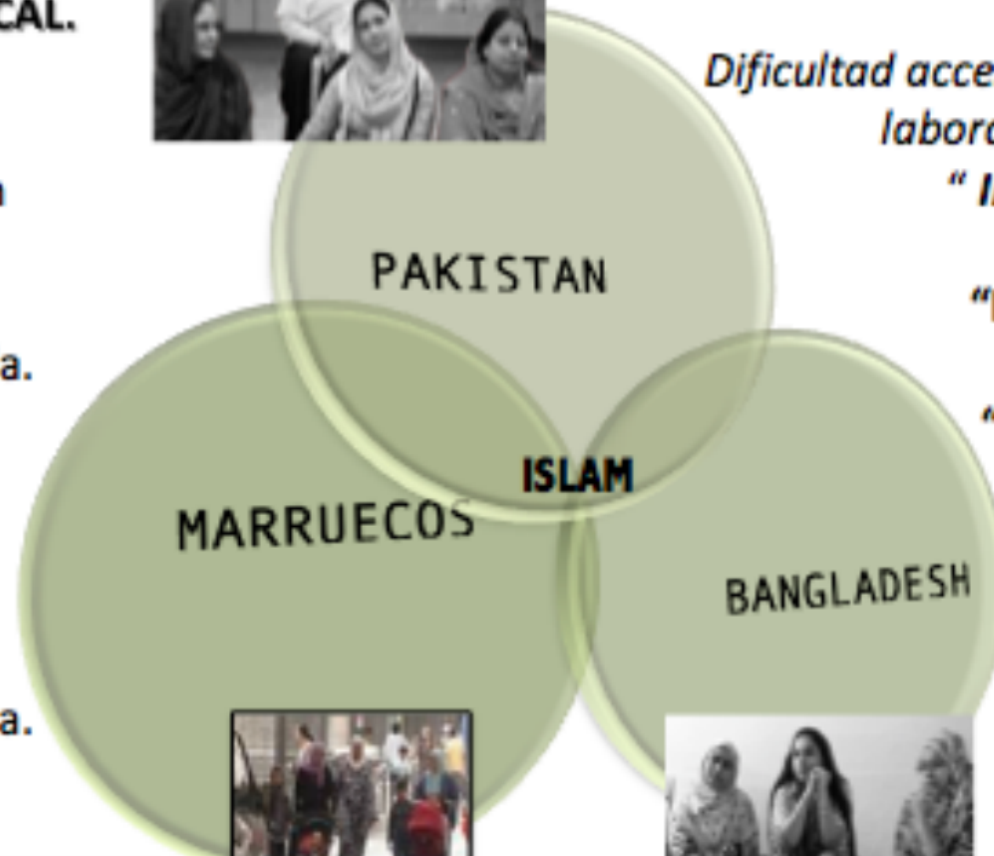 CAL.
Dificultad acce
labora
“
PAKISTAN
a.
“
“
ISLAM
MARRUECOS
BANGLADESH
a.